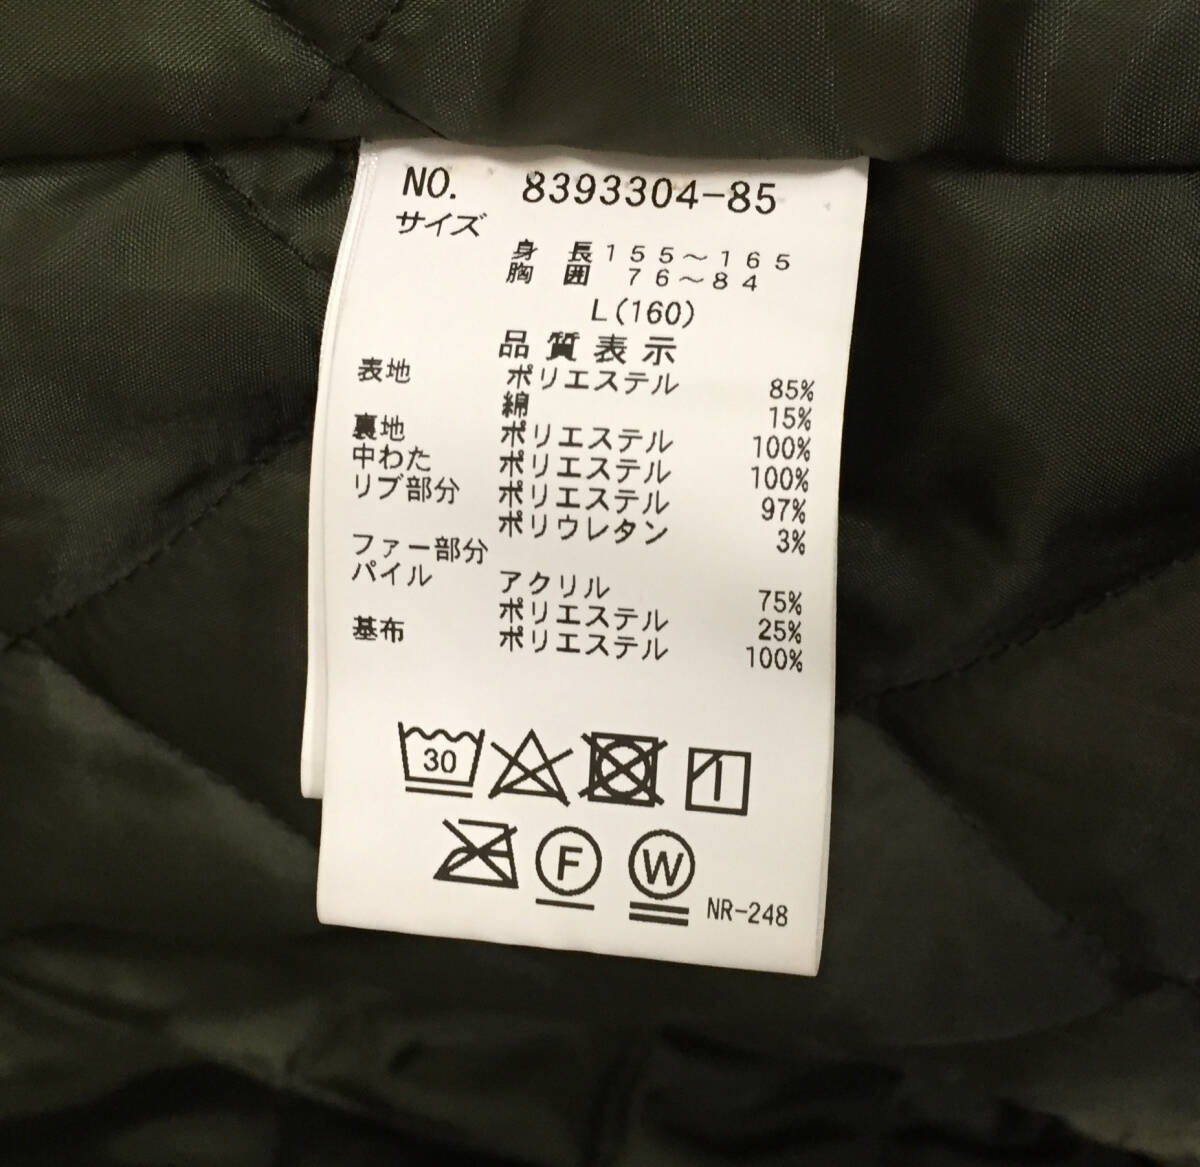 NO. 8393304-85
サイズ
身長155〜165
胸囲 76〜84
L(160)
品質表示
表地 ポリエステル 85%
綿 15%
裏地 ポリエステル 100%
中わた ポリエステル 100%
リブ部分 ポリエステル 97%
ポリウレタン 3%
ファー部分
パイル アクリル 75%
ポリエステル 25%
基布 ポリエステル 100%
30
F W NR-248